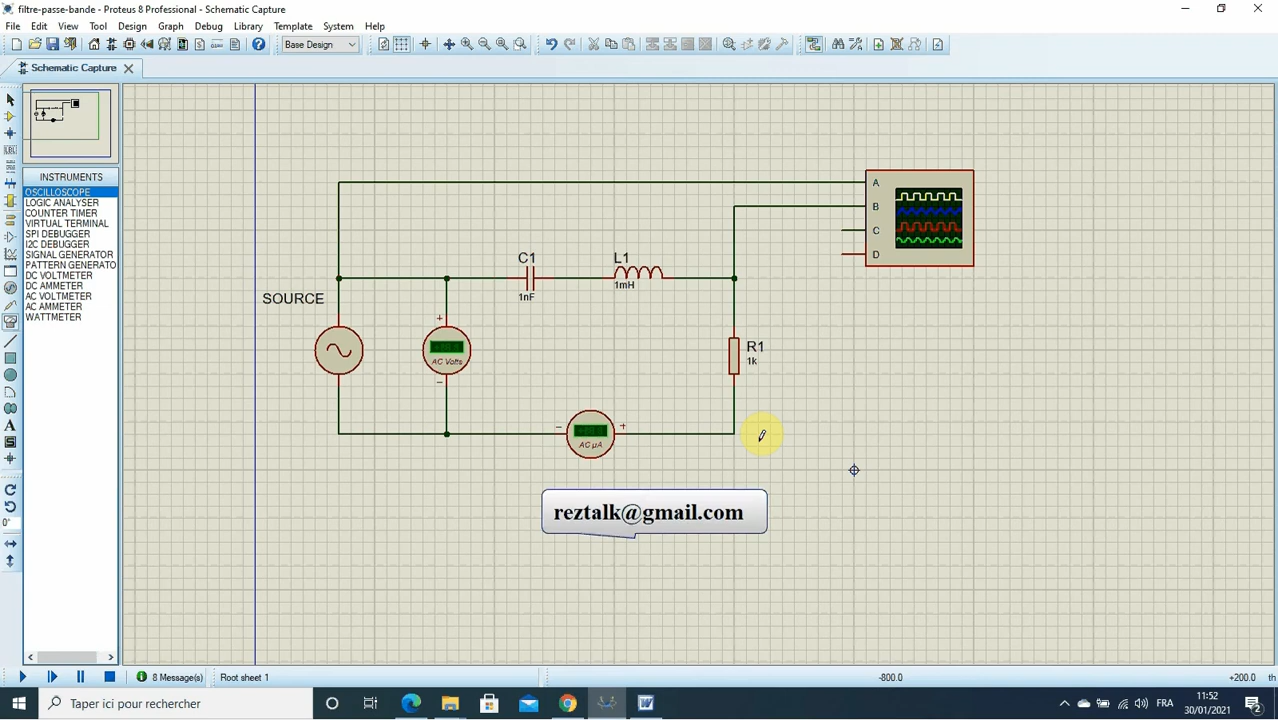 filtre-passe-bande - Proteus 8 Professional - Schematic Capture
File Edit View Tool Design Graph Debug Library Template System Help
Base Design
Schematic Capture
INSTRUMENTS
OSCILLOSCOPE
LOGIC ANALYSER
COUNTER TIMER
VIRTUAL TERMINAL
SPI DEBUGGER
I2C DEBUGGER
SIGNAL GENERATOR
PATTERN GENERATO
DC VOLTMETER
DC AMMETER
AC VOLTMETER
AC AMMETER
WATTMETER
LBL
A
0°
A
B
C
D
C1
1nF
L1
1mH
SOURCE
+
AC Volts
−
R1
1k
−
+
AC µA
reztalk@gmail.com
8 Message(s) Root sheet 1 -800.0 +200.0 th
Taper ici pour rechercher
FRA
11:52
30/01/2021
2